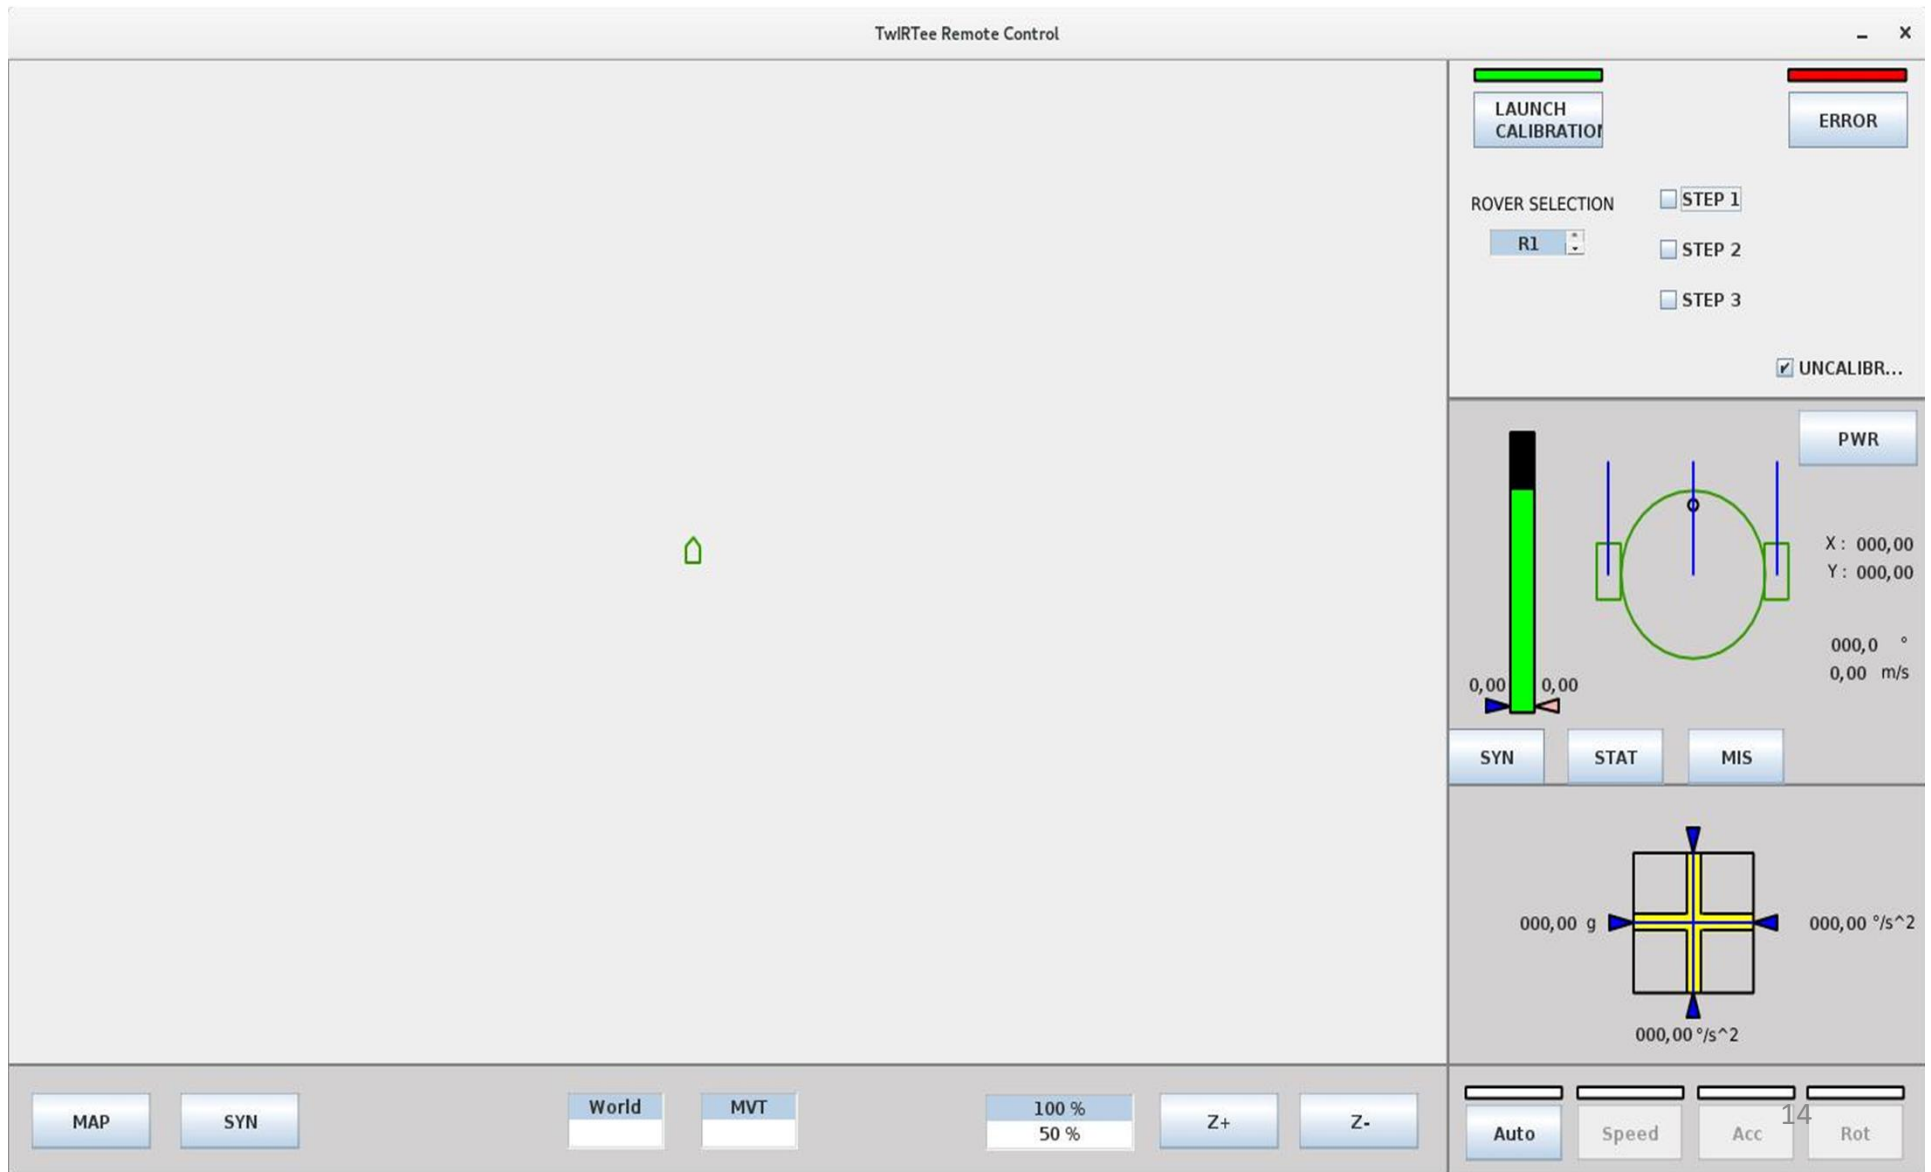 TwIRTee Remote Control
LAUNCH
CALIBRATION
ERROR
ROVER SELECTION
R1
STEP 1
STEP 2
STEP 3
UNCALIBR...
PWR
X : 000,00
Y : 000,00
000,0 °
0,00 m/s
0,00
0,00
SYN
STAT
MIS
000,00 g
000,00 °/s^2
000,00 °/s^2
MAP
SYN
World
MVT
100 %
50 %
Z+
Z-
Auto
Speed
Acc
Rot
14